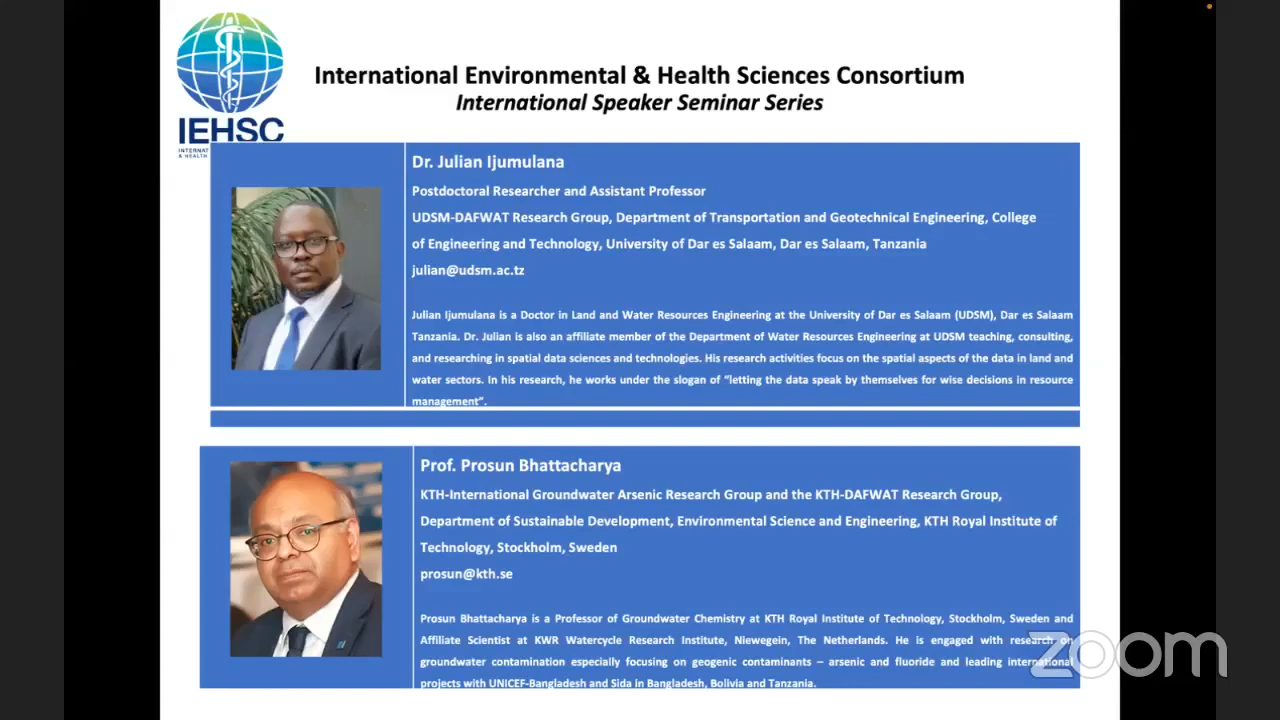 International Environmental & Health Sciences Consortium
International Speaker Seminar Series
IEHSC
INTERNAT
& HEALTH
Dr. Julian Ijumulana
Postdoctoral Researcher and Assistant Professor
UDSM-DAFWAT Research Group, Department of Transportation and Geotechnical Engineering, College
of Engineering and Technology, University of Dar es Salaam, Dar es Salaam, Tanzania
julian@udsm.ac.tz
Julian Ijumulana is a Doctor in Land and Water Resources Engineering at the University of Dar es Salaam (UDSM), Dar es Salaam
Tanzania. Dr. Julian is also an affiliate member of the Department of Water Resources Engineering at UDSM teaching, consulting,
and researching in spatial data sciences and technologies. His research activities focus on the spatial aspects of the data in land and
water sectors. In his research, he works under the slogan of “letting the data speak by themselves for wise decisions in resource
management”.
Prof. Prosun Bhattacharya
KTH-International Groundwater Arsenic Research Group and the KTH-DAFWAT Research Group,
Department of Sustainable Development, Environmental Science and Engineering, KTH Royal Institute of
Technology, Stockholm, Sweden
prosun@kth.se
Prosun Bhattacharya is a Professor of Groundwater Chemistry at KTH Royal Institute of Technology, Stockholm, Sweden and
Affiliate Scientist at KWR Watercycle Research Institute, Niewegein, The Netherlands. He is engaged with research on
groundwater contamination especially focusing on geogenic contaminants – arsenic and fluoride and leading international
projects with UNICEF-Bangladesh and Sida in Bangladesh, Bolivia and Tanzania.
zoom